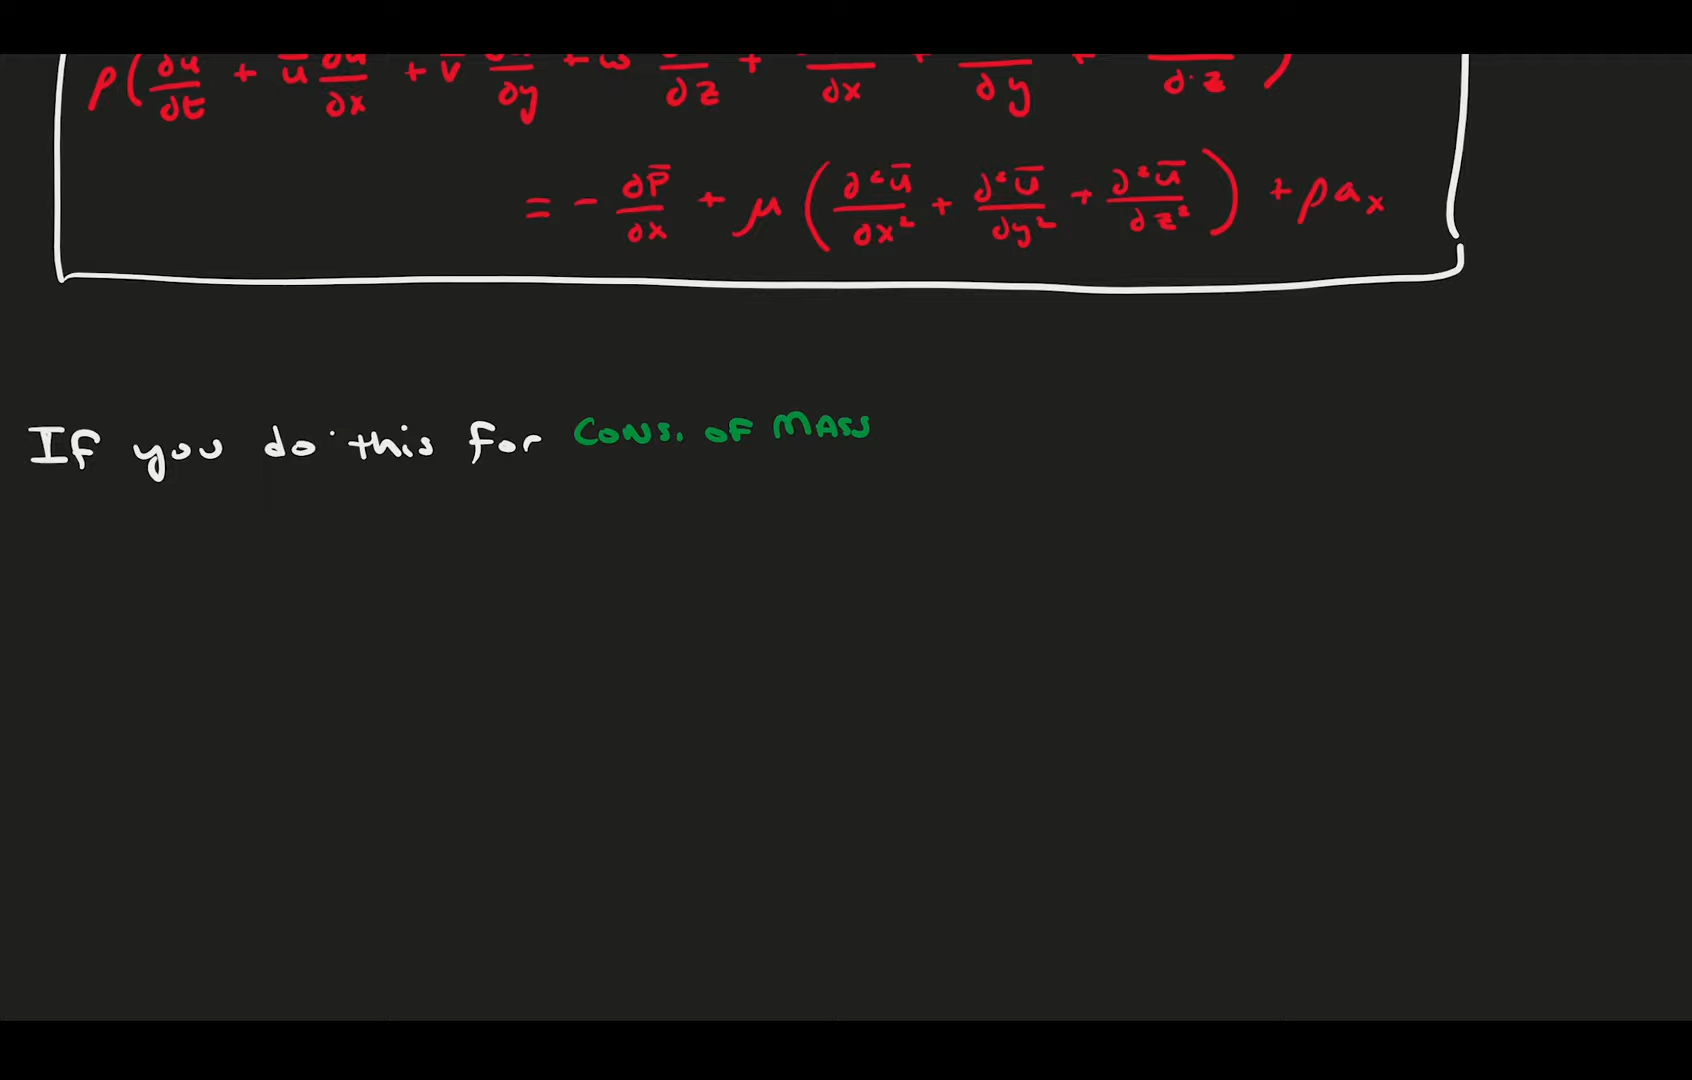 ρ(∂u/∂t + ū ∂u/∂x + v̄ ∂/∂y + ω ∂/∂z + /∂x + /∂y + /∂z)
= - ∂P̄/∂x + μ(∂²ū/∂x² + ∂²ū/∂y² + ∂²ū/∂z²) + ρaₓ
If you do this for Cons. of Mass